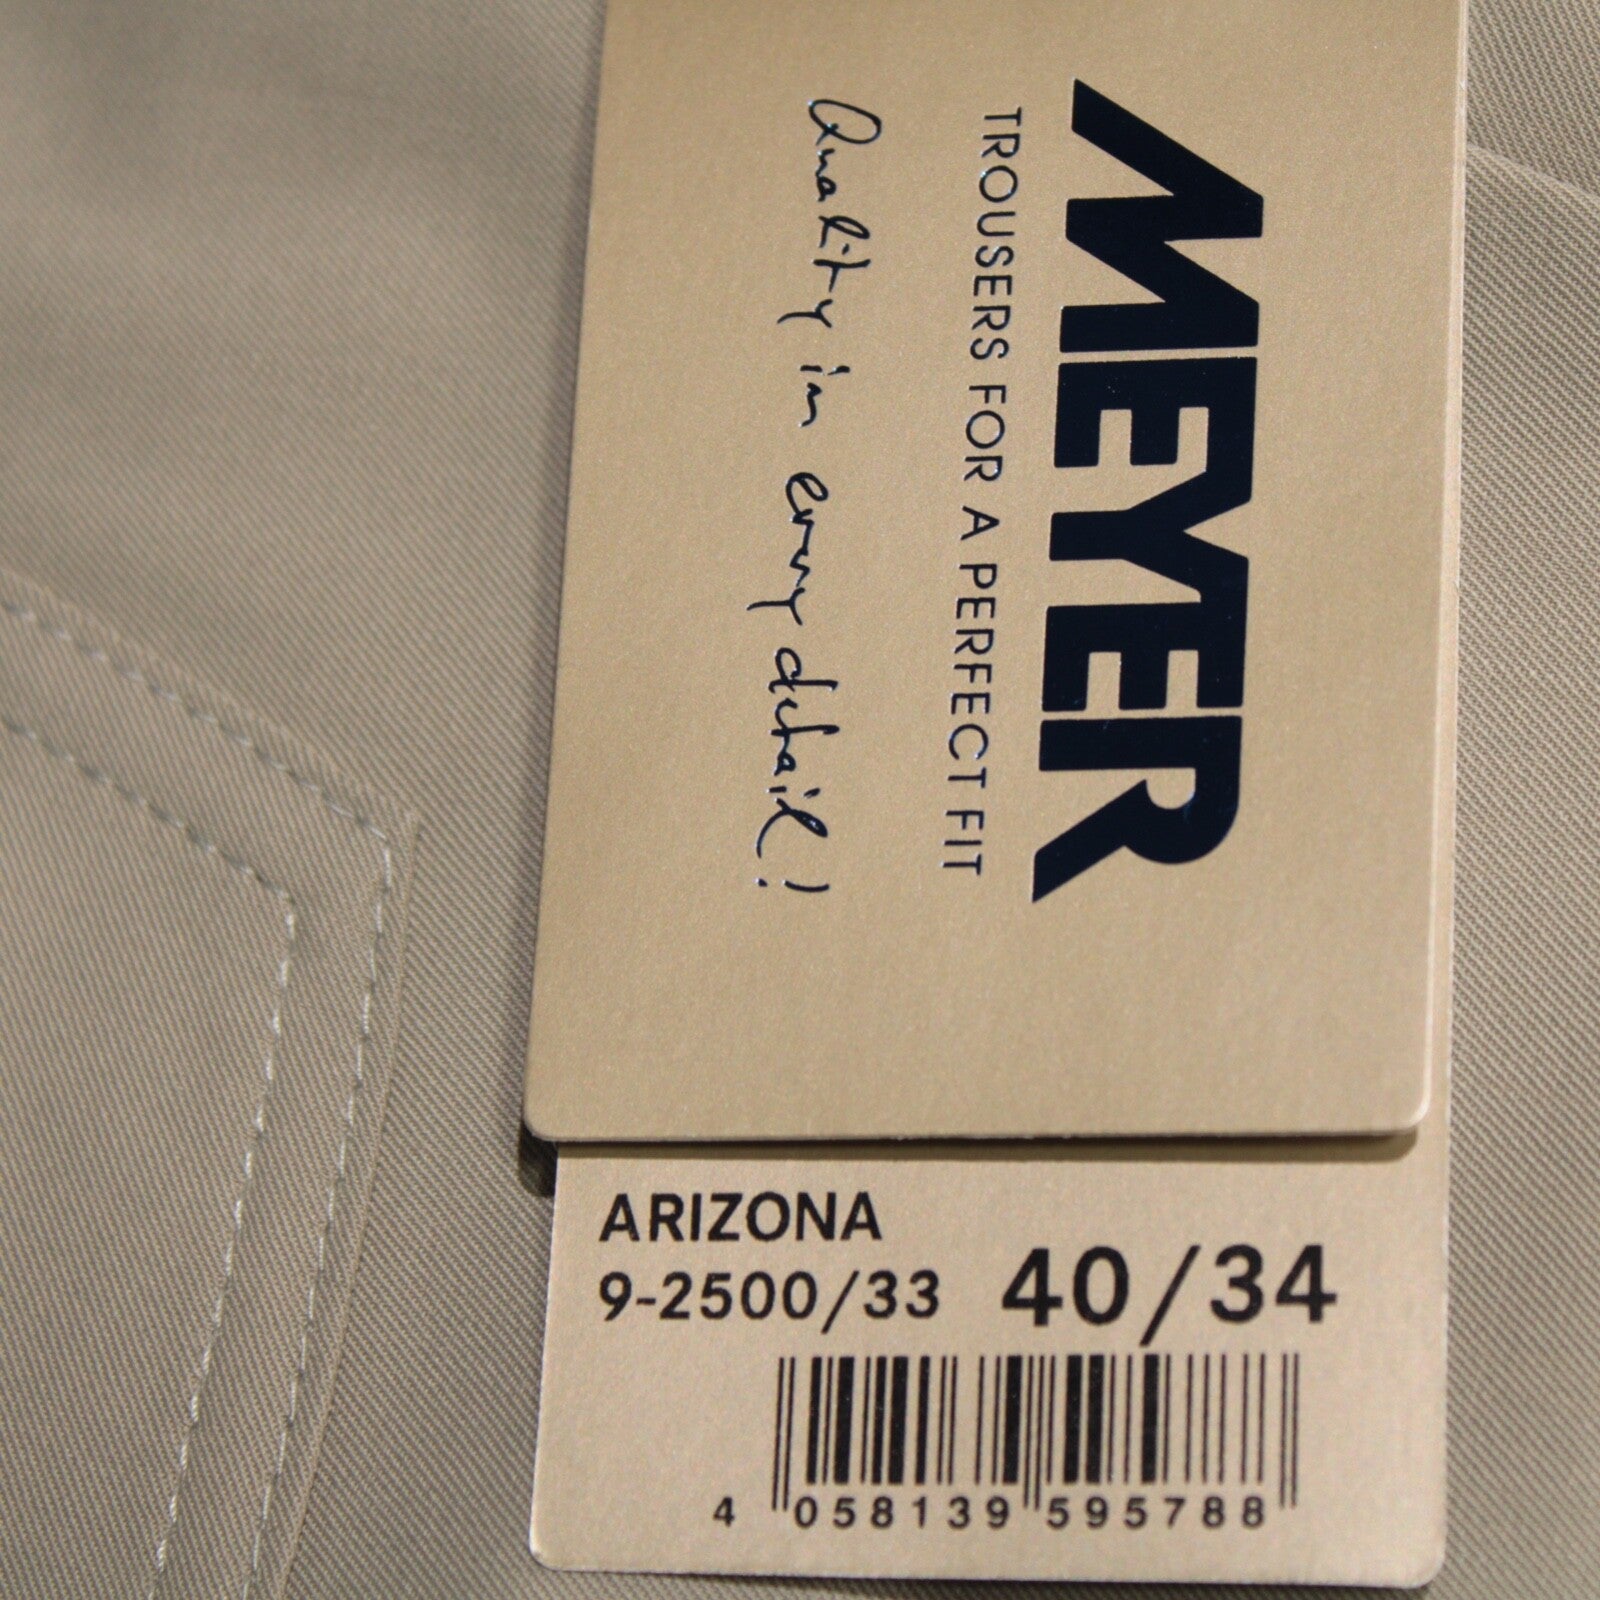 MEYER
TROUSERS FOR A PERFECT FIT
Quality in every detail!
ARIZONA
9-2500/33 40/34
4 058139 595788